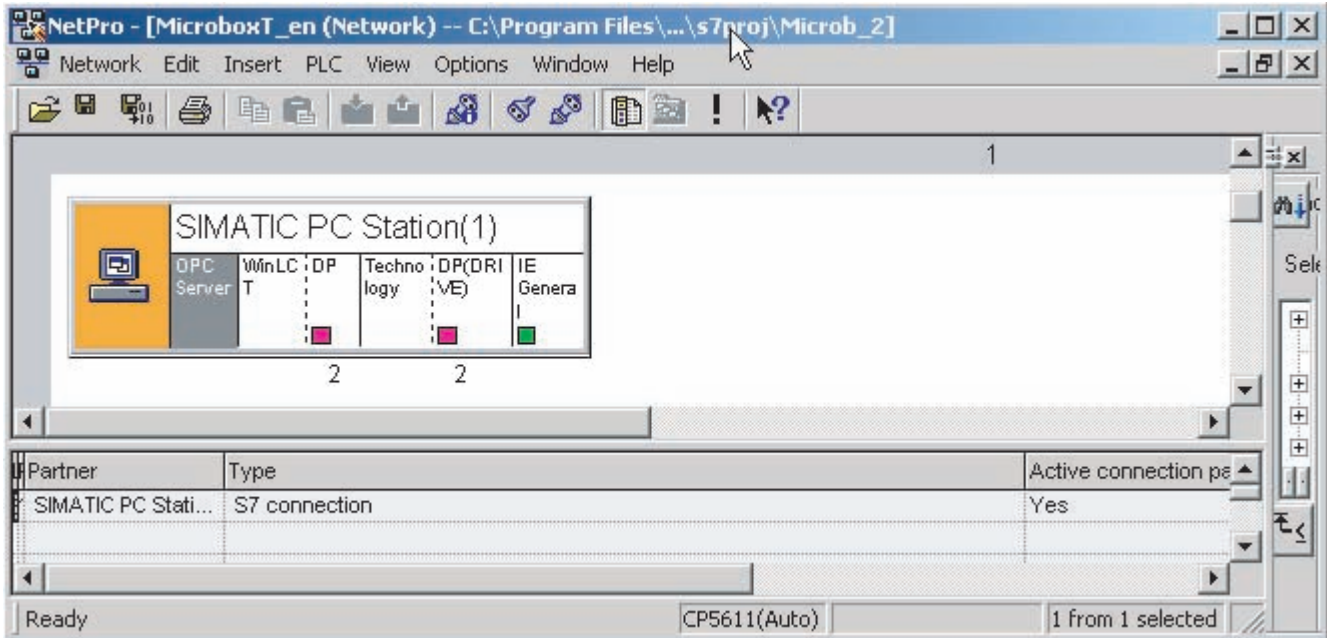 NetPro - [MicroboxT_en (Network) -- C:\Program Files\...\s7proj\Microb_2]
Network Edit Insert PLC View Options Window Help
1
SIMATIC PC Station(1)
OPC Server
WinLC T
DP
Techno logy
DP(DRI VE)
IE Genera l
2 2
Sele
Partner Type Active connection pa
SIMATIC PC Stati... S7 connection Yes
Ready CP5611(Auto) 1 from 1 selected